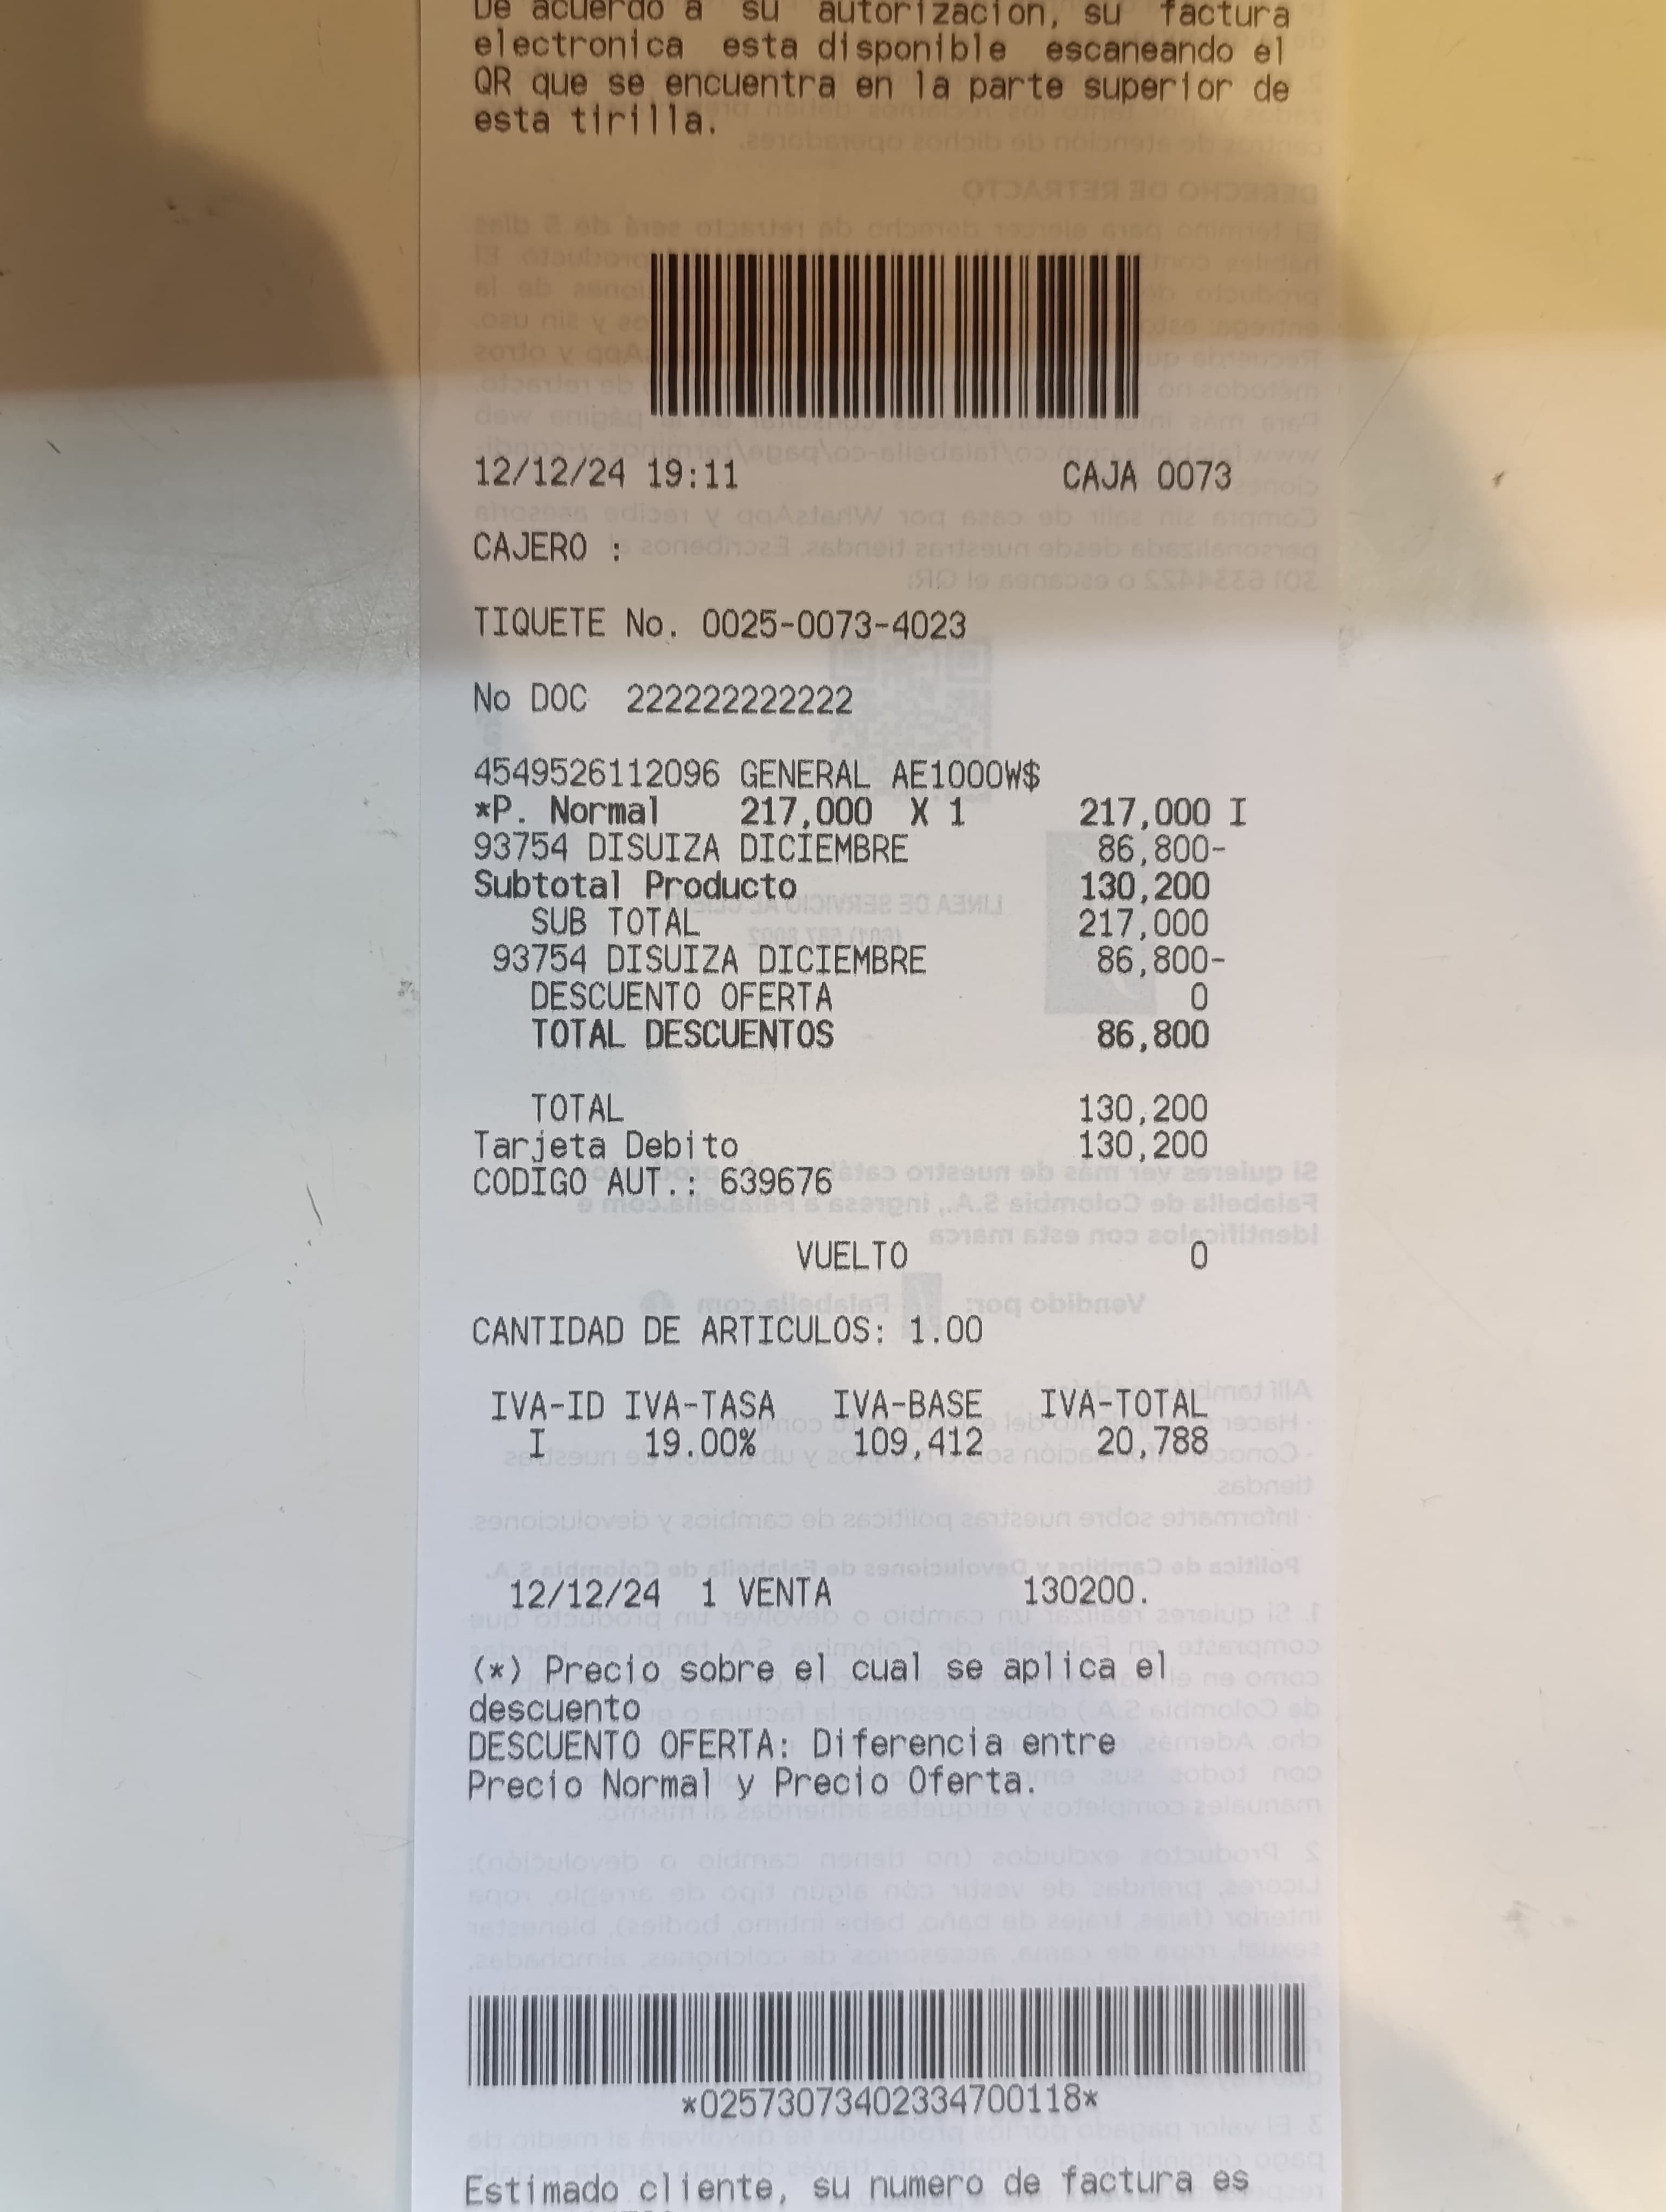 De acuerdo a su autorizacion, su factura
electronica esta disponible escaneando el
QR que se encuentra en la parte superior de
esta tirilla.
12/12/24 19:11 CAJA 0073
CAJERO :
TIQUETE No. 0025-0073-4023
No DOC 222222222222
4549526112096 GENERAL AE1000W$
*P. Normal 217,000 X 1 217,000 I
93754 DISUIZA DICIEMBRE 86,800-
Subtotal Producto 130,200
SUB TOTAL 217,000
93754 DISUIZA DICIEMBRE 86,800-
DESCUENTO OFERTA 0
TOTAL DESCUENTOS 86,800
TOTAL 130,200
Tarjeta Debito 130,200
CODIGO AUT.: 639676
VUELTO 0
CANTIDAD DE ARTICULOS: 1.00
IVA-ID IVA-TASA IVA-BASE IVA-TOTAL
I 19.00% 109,412 20,788
12/12/24 1 VENTA 130200.
(*) Precio sobre el cual se aplica el
descuento
DESCUENTO OFERTA: Diferencia entre
Precio Normal y Precio Oferta.
*02573073402334700118*
Estimado cliente, su numero de factura es